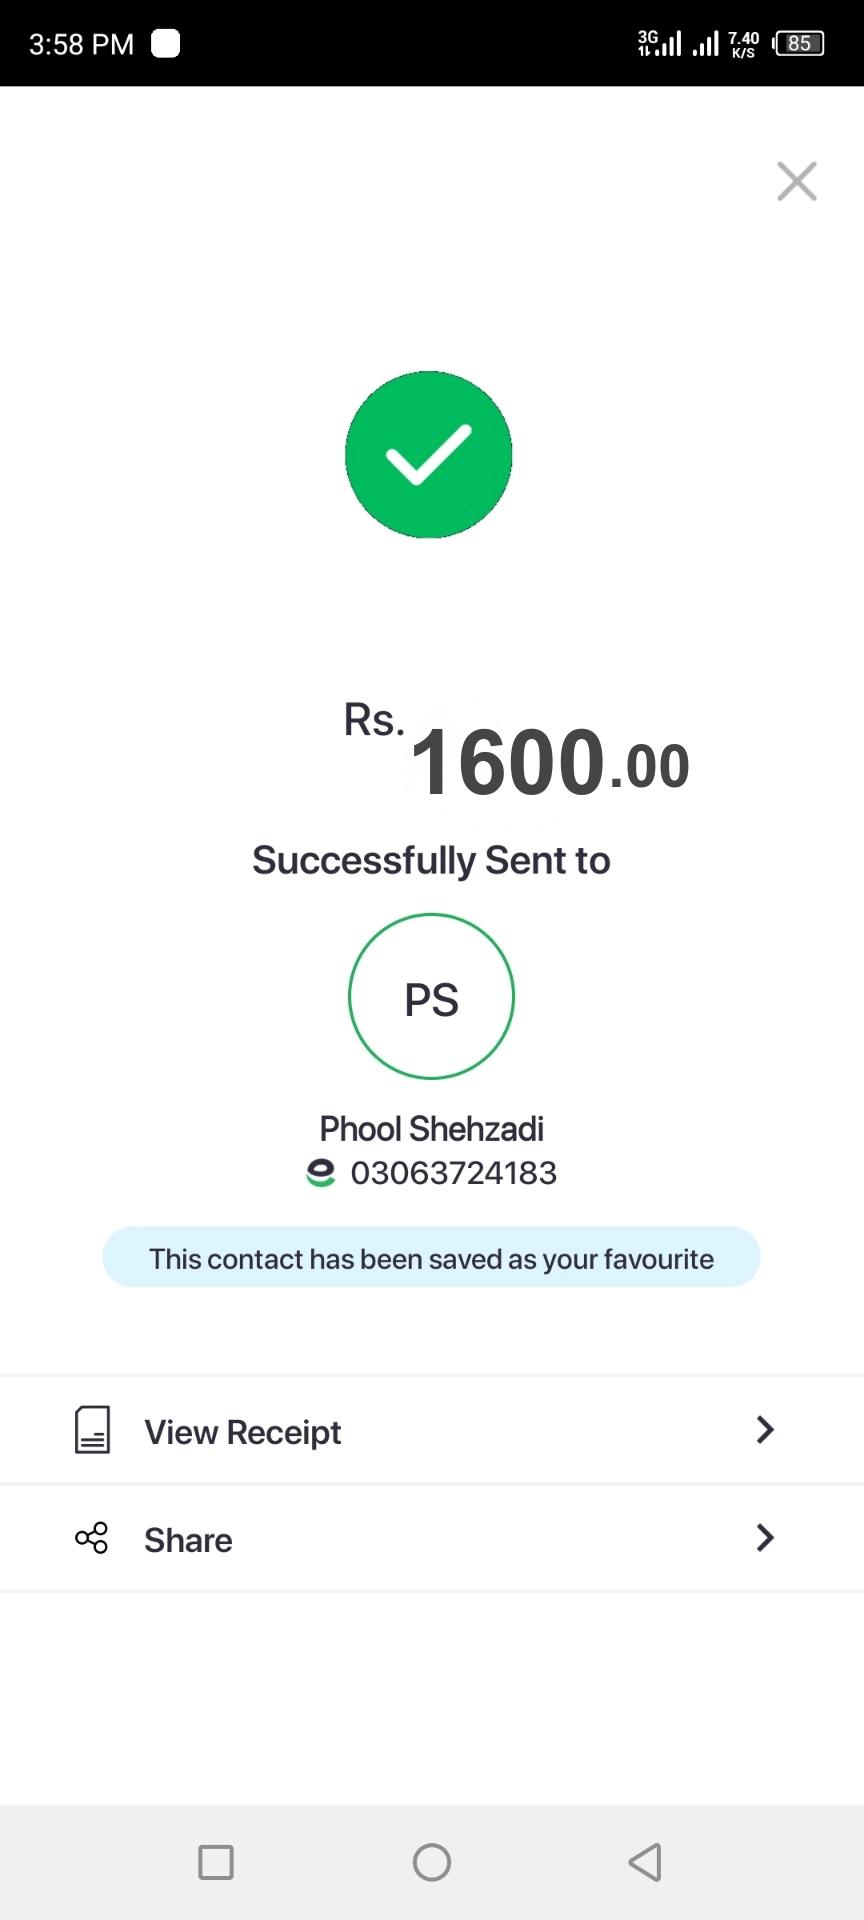 3:58 PM
3G 7.40 K/S 85
Rs. 1600.00
Successfully Sent to
PS
Phool Shehzadi
03063724183
This contact has been saved as your favourite
View Receipt
Share